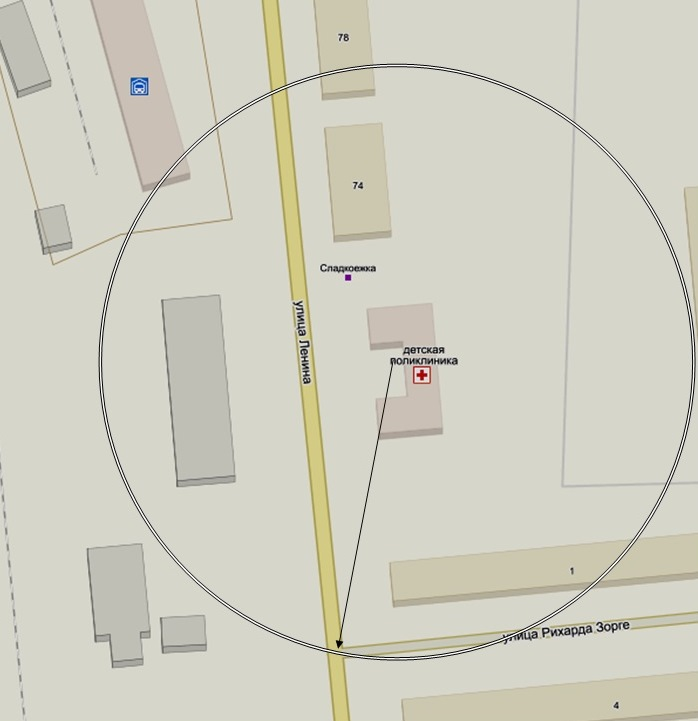 78
74
Сладкоежка
улица Ленина
детская
поликлиника
1
улица Рихарда Зорге
4